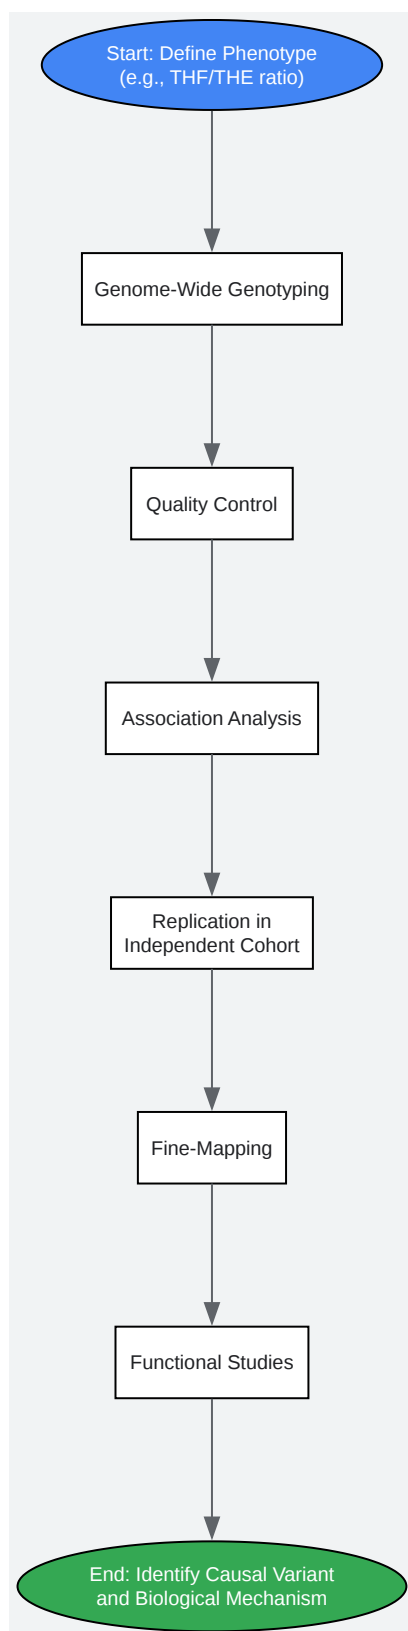 Start: Define Phenotype
(e.g., THF/THE ratio)
Genome-Wide Genotyping
Quality Control
Association Analysis
Replication in
Independent Cohort
Fine-Mapping
Functional Studies
End: Identify Causal Variant
and Biological Mechanism